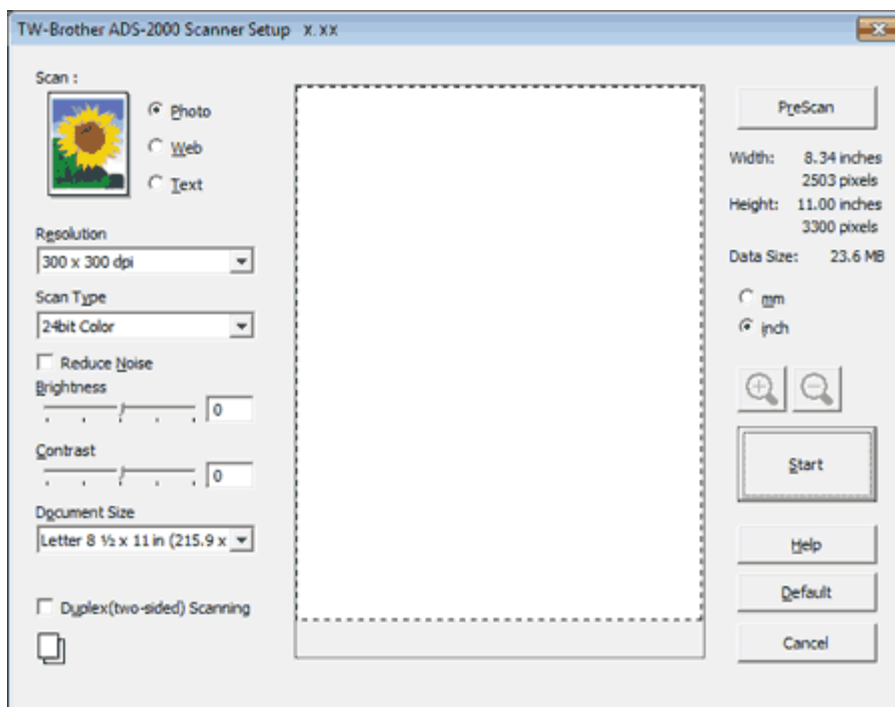 TW-Brother ADS-2000 Scanner Setup X.XX
Scan :
Photo
Web
Text
Resolution
300 x 300 dpi
Scan Type
24bit Color
Reduce Noise
Brightness
0
Contrast
0
Document Size
Letter 8 ½ x 11 in (215.9 x
Duplex(two-sided) Scanning
PreScan
Width: 8.34 inches
2503 pixels
Height: 11.00 inches
3300 pixels
Data Size: 23.6 MB
mm
inch
Start
Help
Default
Cancel